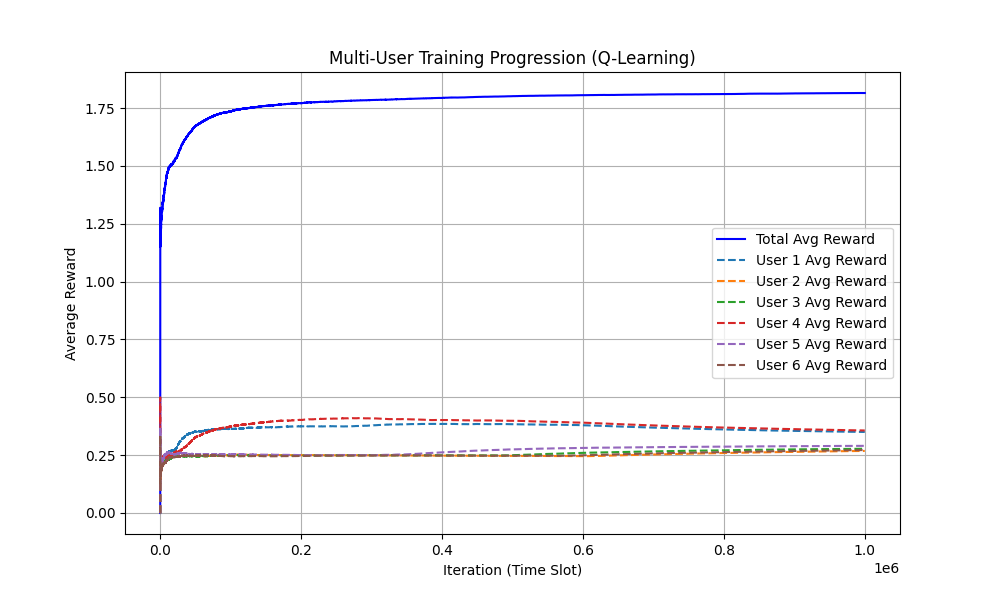 Multi-User Training Progression (Q-Learning)
Average Reward
1.75
1.50
1.25
1.00
0.75
0.50
0.25
0.00
Total Avg Reward
User 1 Avg Reward
User 2 Avg Reward
User 3 Avg Reward
User 4 Avg Reward
User 5 Avg Reward
User 6 Avg Reward
0.0 0.2 0.4 0.6 0.8 1.0
1e6
Iteration (Time Slot)